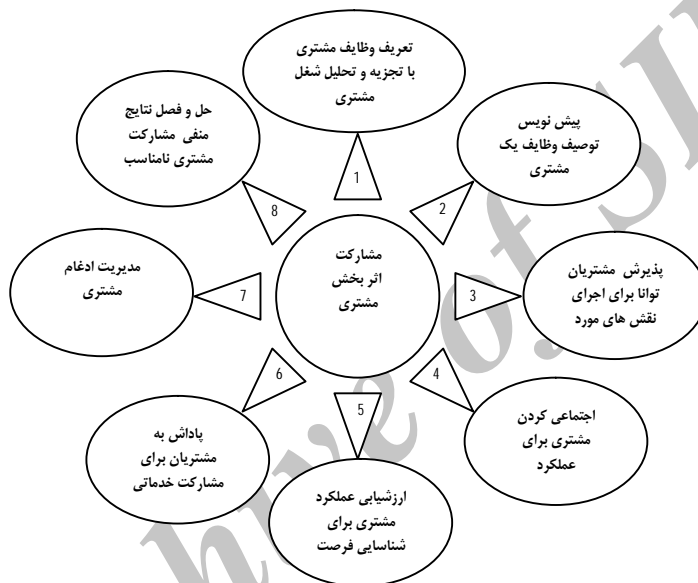 تعریف وظایف مشتری
با تجزیه و تحلیل شغل
مشتری
1
پیش نویس
توصیف وظایف یک
مشتری
2
پذیرش مشتریان
توانا برای اجرای
نقش های مورد
3
اجتماعی کردن
مشتری برای
عملکرد
4
ارزشیابی عملکرد
مشتری برای
شناسایی فرصت
5
پاداش به
مشتریان برای
مشارکت خدماتی
6
مدیریت ادغام
مشتری
7
حل و فصل نتایج
منفی مشارکت
مشتری نامناسب
8
مشارکت
اثر بخش
مشتری
hive of SI